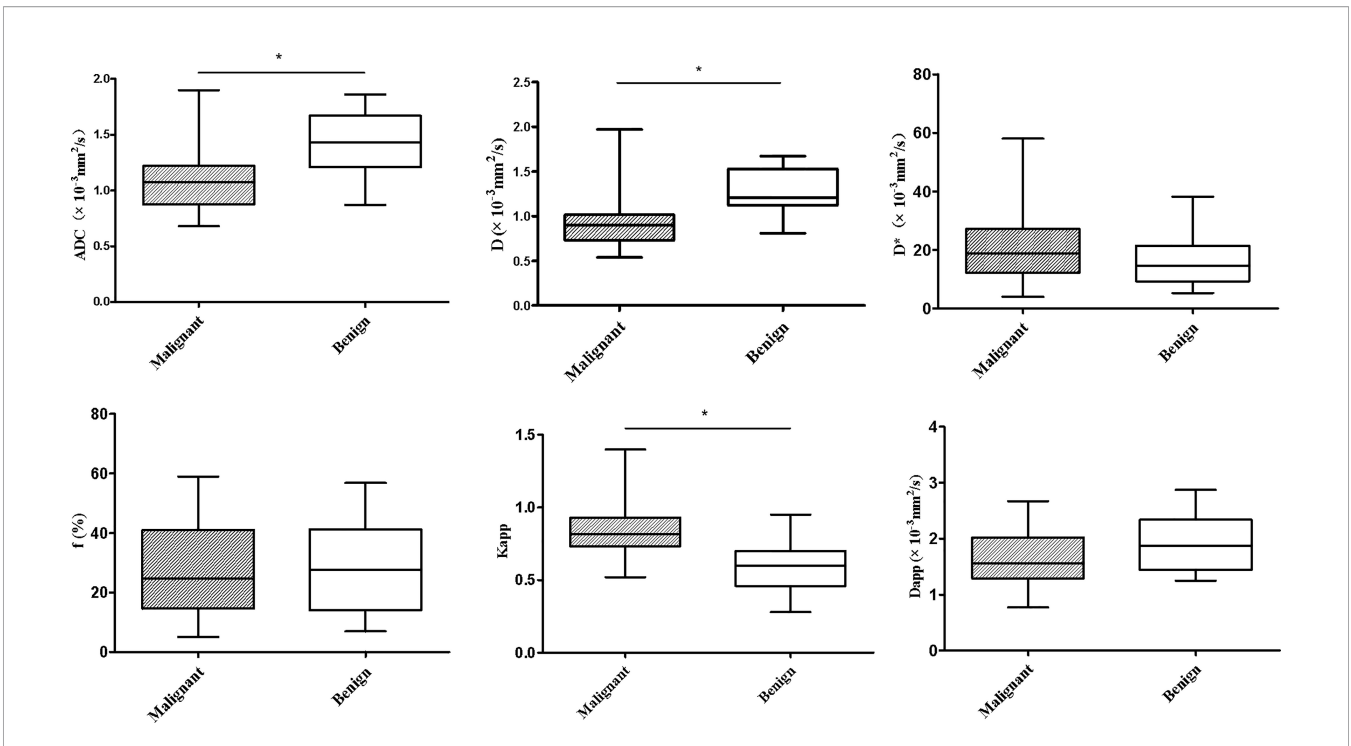 *
2.0
1.5
1.0
0.5
0.0
ADC (× 10⁻³mm²/s)
Malignant
Benign
*
2.5
2.0
1.5
1.0
0.5
0.0
D (× 10⁻³mm²/s)
Malignant
Benign
80
60
40
20
0
D* (× 10⁻³mm²/s)
Malignant
Benign
80
60
40
20
0
f (%)
Malignant
Benign
*
1.5
1.0
0.5
0.0
Kapp
Malignant
Benign
4
3
2
1
0
Dapp (× 10⁻³mm²/s)
Malignant
Benign